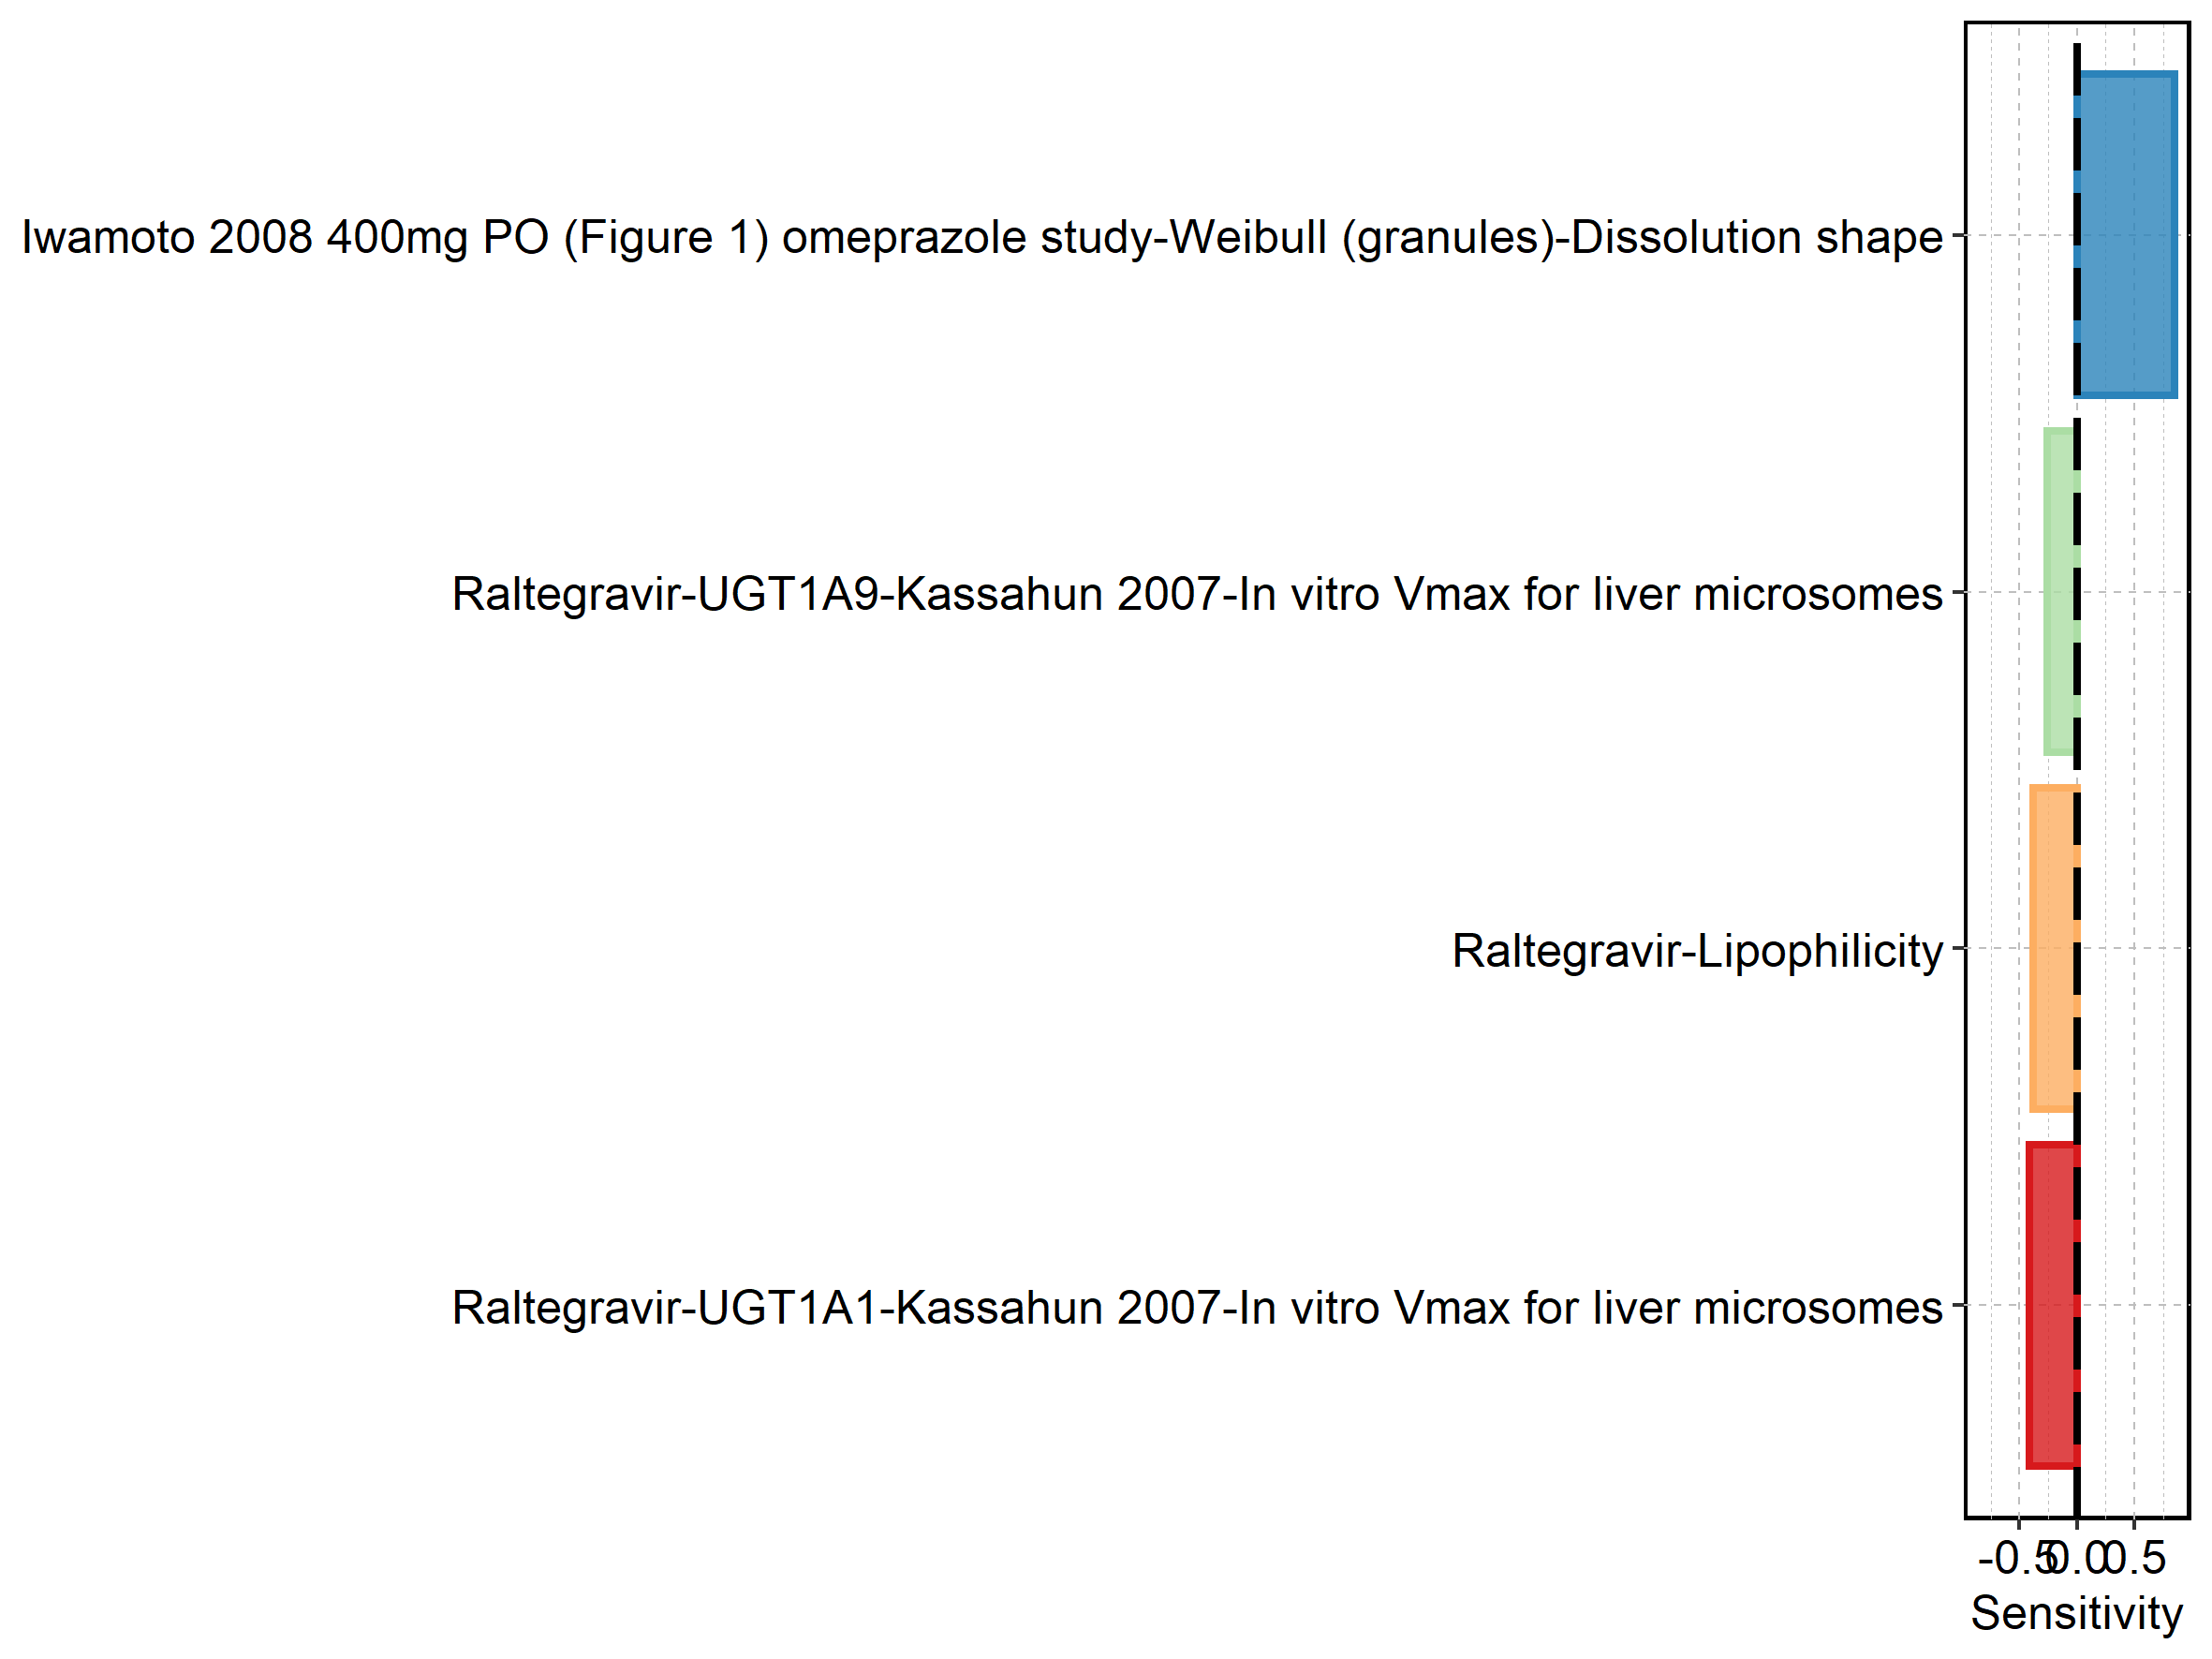 Iwamoto 2008 400mg PO (Figure 1) omeprazole study-Weibull (granules)-Dissolution shape
Raltegravir-UGT1A9-Kassahun 2007-In vitro Vmax for liver microsomes
Raltegravir-Lipophilicity
Raltegravir-UGT1A1-Kassahun 2007-In vitro Vmax for liver microsomes
-0.5 0.0 0.5
Sensitivity